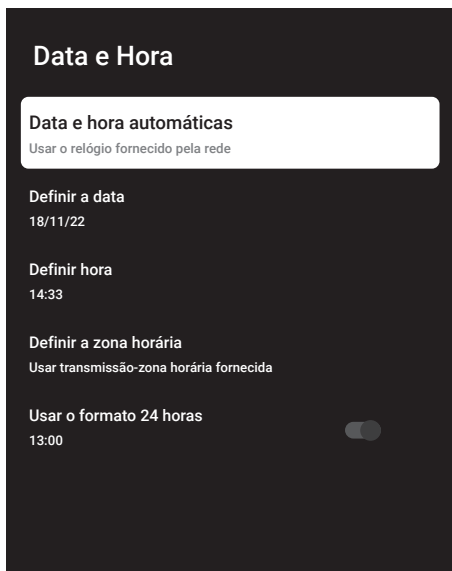 Data e Hora
Data e hora automáticas
Usar o relógio fornecido pela rede
Definir a data
18/11/22
Definir hora
14:33
Definir a zona horária
Usar transmissão-zona horária fornecida
Usar o formato 24 horas
13:00